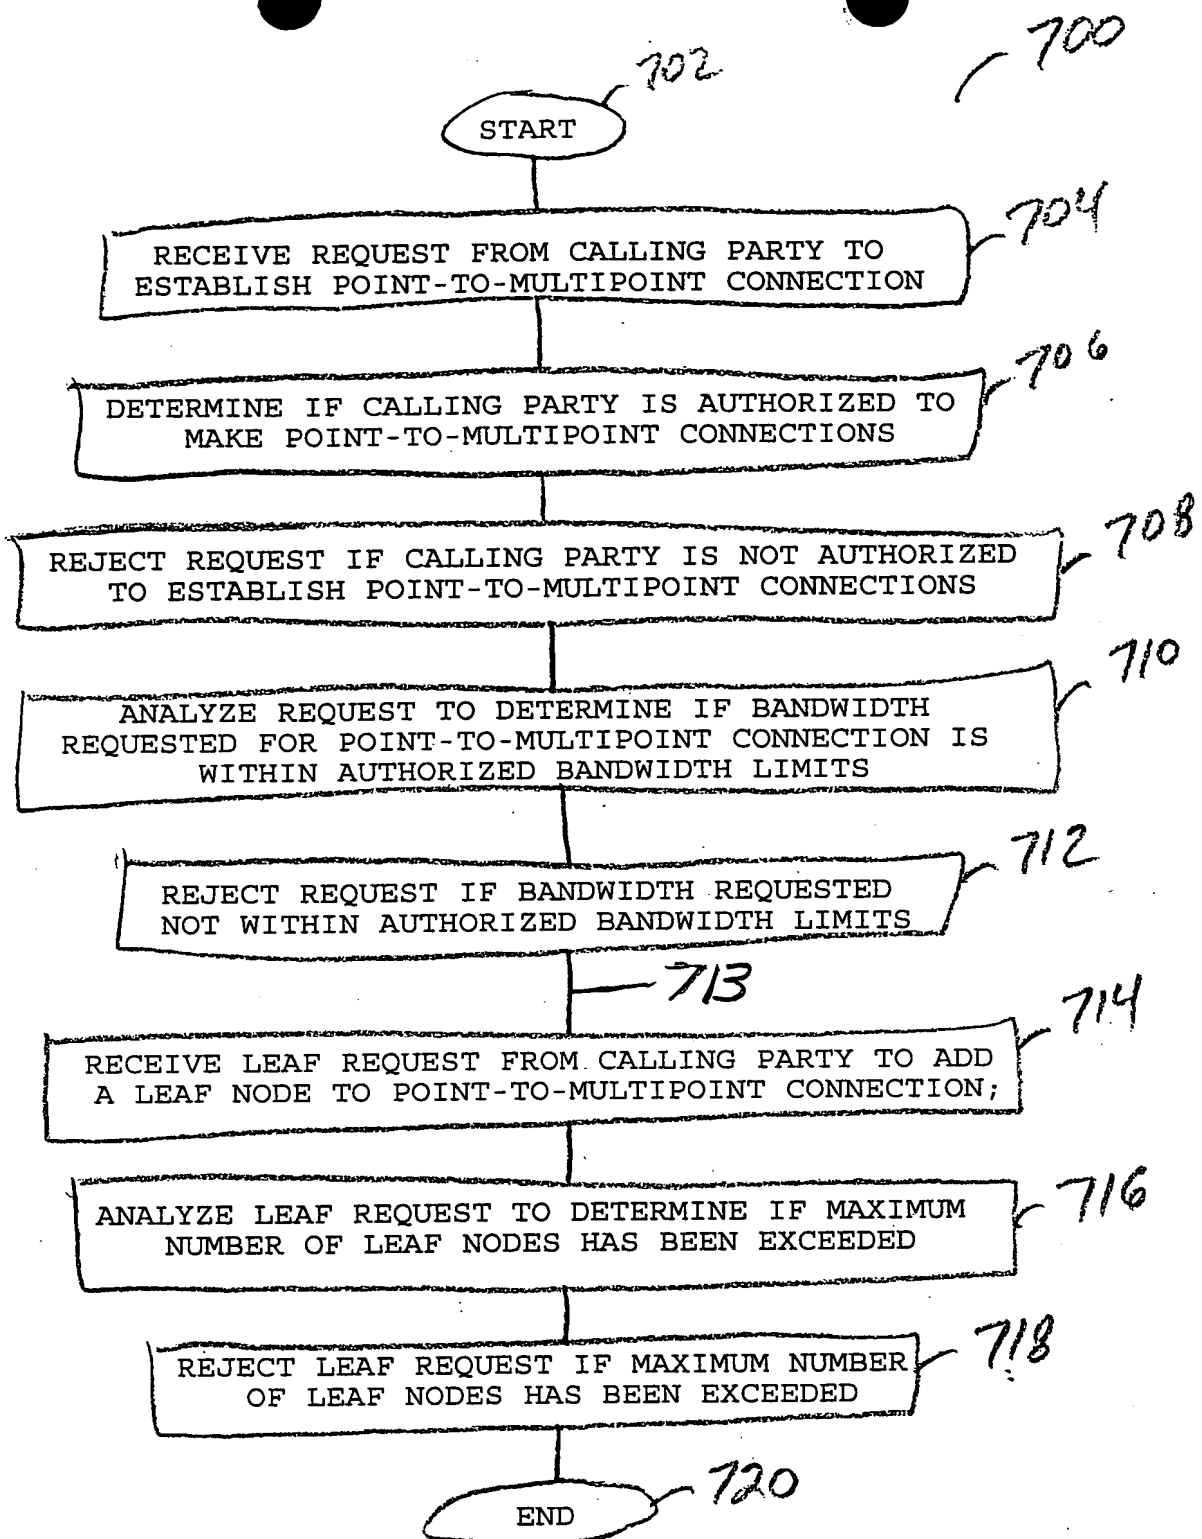 700
702
START
704
RECEIVE REQUEST FROM CALLING PARTY TO
ESTABLISH POINT-TO-MULTIPOINT CONNECTION
706
DETERMINE IF CALLING PARTY IS AUTHORIZED TO
MAKE POINT-TO-MULTIPOINT CONNECTIONS
708
REJECT REQUEST IF CALLING PARTY IS NOT AUTHORIZED
TO ESTABLISH POINT-TO-MULTIPOINT CONNECTIONS
710
ANALYZE REQUEST TO DETERMINE IF BANDWIDTH
REQUESTED FOR POINT-TO-MULTIPOINT CONNECTION IS
WITHIN AUTHORIZED BANDWIDTH LIMITS
712
REJECT REQUEST IF BANDWIDTH REQUESTED
NOT WITHIN AUTHORIZED BANDWIDTH LIMITS
713
714
RECEIVE LEAF REQUEST FROM CALLING PARTY TO ADD
A LEAF NODE TO POINT-TO-MULTIPOINT CONNECTION;
716
ANALYZE LEAF REQUEST TO DETERMINE IF MAXIMUM
NUMBER OF LEAF NODES HAS BEEN EXCEEDED
718
REJECT LEAF REQUEST IF MAXIMUM NUMBER
OF LEAF NODES HAS BEEN EXCEEDED
720
END